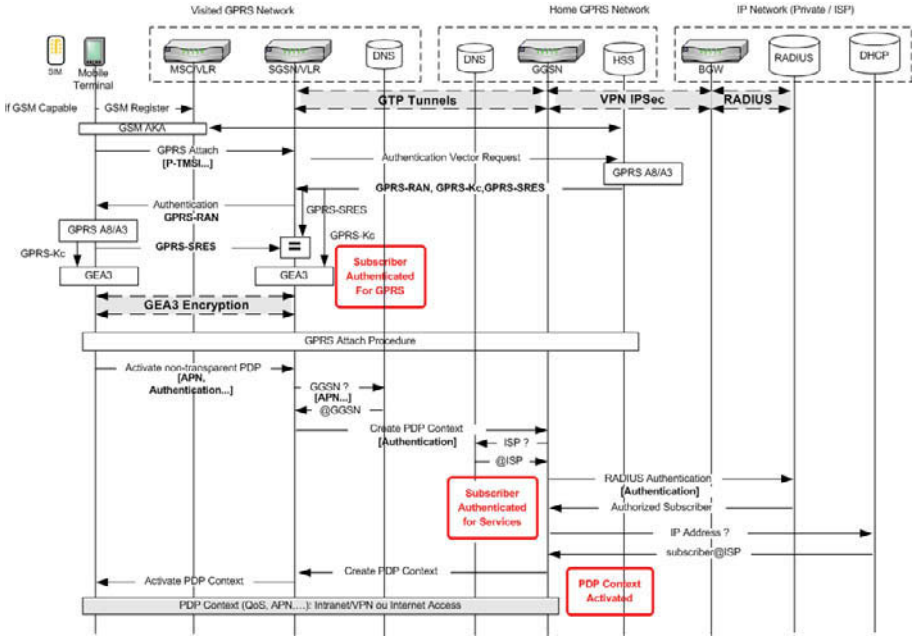 Visited GPRS Network
Home GPRS Network
IP Network (Private / ISP)
SIM
Mobile
Terminal
MSC/VLR
SGSN/VLR
DNS
DNS
GGSN
HSS
BGW
RADIUS
DHCP
GTP Tunnels
VPN IPSec
RADIUS
If GSM Capable
GSM Register
GSM AKA
GPRS Attach
[P-TMSI...]
Authentication Vector Request
GPRS A8/A3
GPRS-RAN, GPRS-Kc,GPRS-SRES
Authentication
GPRS-RAN
GPRS-SRES
GPRS A8/A3
GPRS-Kc
GPRS-Kc
GPRS-SRES
=
GEA3
GEA3
Subscriber
Authenticated
For GPRS
GEA3 Encryption
GPRS Attach Procedure
Activate non-transparent PDP
[APN,
Authentication...]
GGSN ?
[APN...]
@GGSN
Create PDP Context
[Authentication]
ISP ?
@ISP
RADIUS Authentication
[Authentication]
Subscriber
Authenticated
for Services
Authorized Subscriber
IP Address ?
subscriber@ISP
Create PDP Context
Activate PDP Context
PDP Context
Activated
PDP Context (QoS, APN,...): Intranet/VPN ou Internet Access